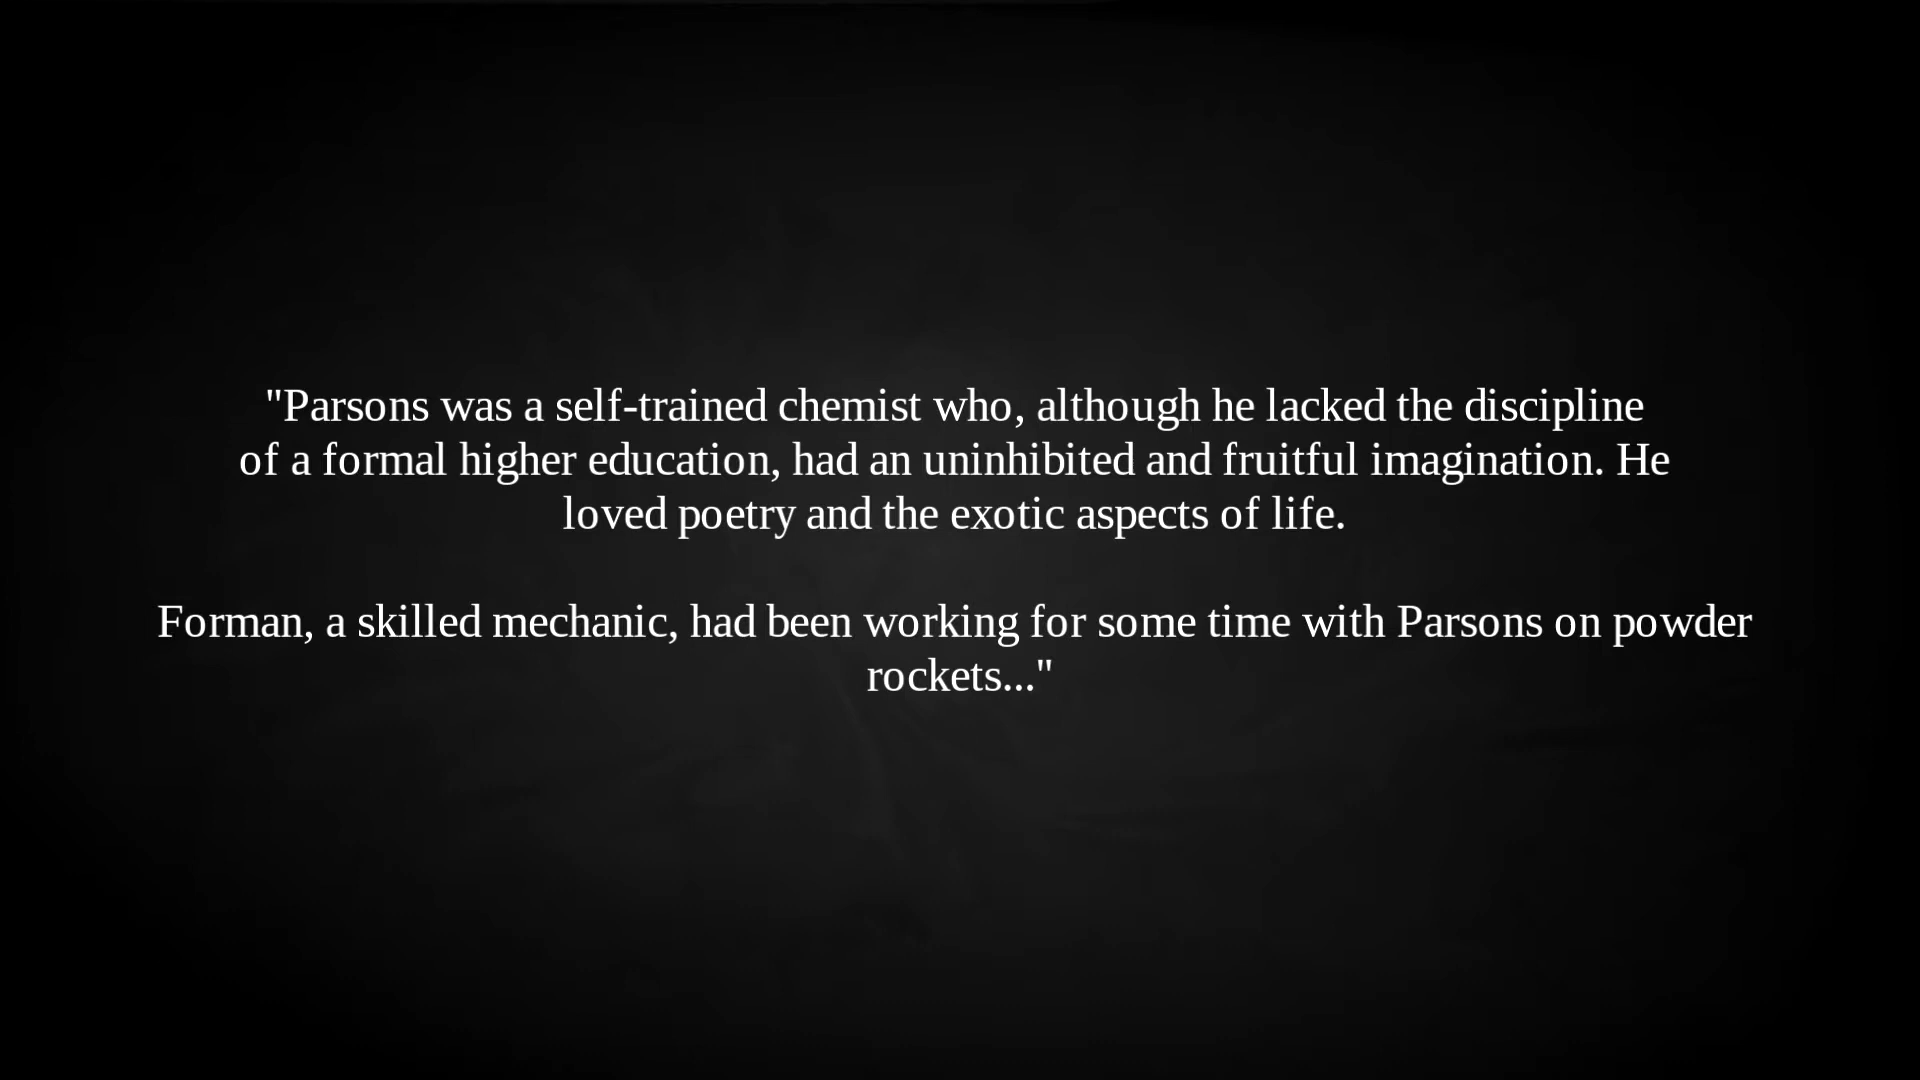 "Parsons was a self-trained chemist who, although he lacked the discipline
of a formal higher education, had an uninhibited and fruitful imagination. He
loved poetry and the exotic aspects of life.
Forman, a skilled mechanic, had been working for some time with Parsons on powder
rockets..."